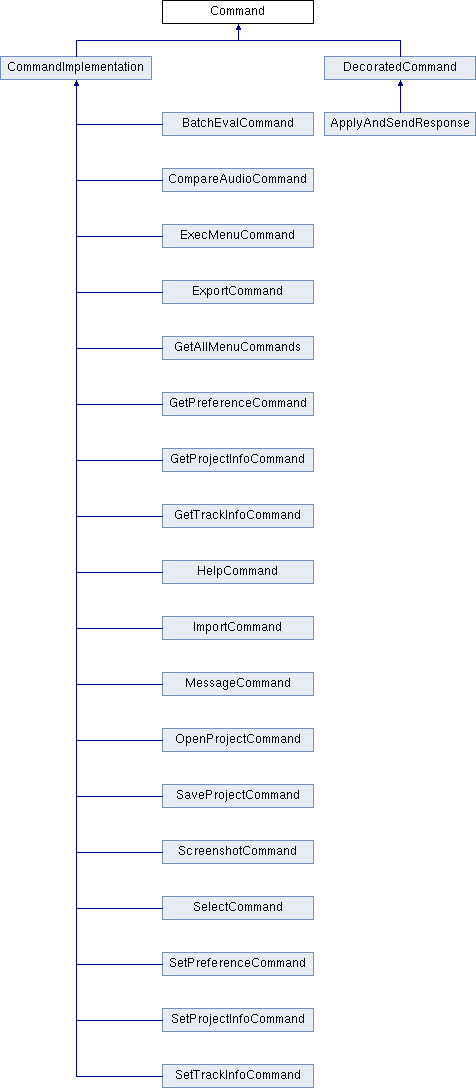 Command
CommandImplementation
DecoratedCommand
BatchEvalCommand
ApplyAndSendResponse
CompareAudioCommand
ExecMenuCommand
ExportCommand
GetAllMenuCommands
GetPreferenceCommand
GetProjectInfoCommand
GetTrackInfoCommand
HelpCommand
ImportCommand
MessageCommand
OpenProjectCommand
SaveProjectCommand
ScreenshotCommand
SelectCommand
SetPreferenceCommand
SetProjectInfoCommand
SetTrackInfoCommand